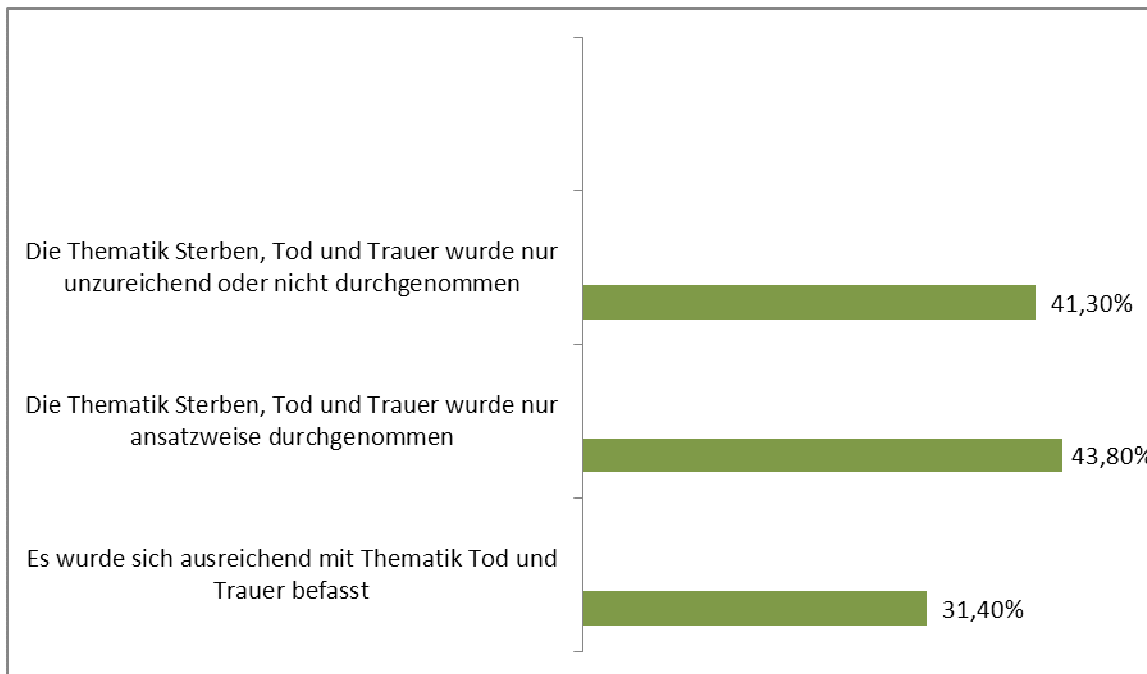 Die Thematik Sterben, Tod und Trauer wurde nur
unzureichend oder nicht durchgenommen
41,30%
Die Thematik Sterben, Tod und Trauer wurde nur
ansatzweise durchgenommen
43,80%
Es wurde sich ausreichend mit Thematik Tod und
Trauer befasst
31,40%